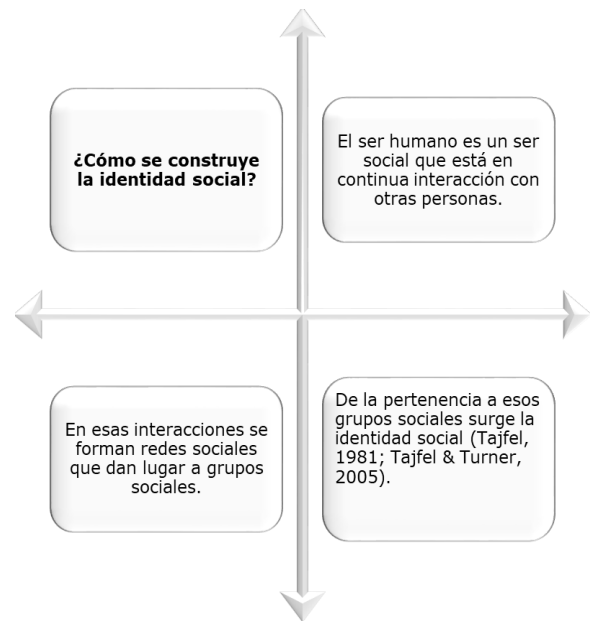 ¿Cómo se construye
la identidad social?
El ser humano es un ser
social que está en
continua interacción con
otras personas.
En esas interacciones se
forman redes sociales
que dan lugar a grupos
sociales.
De la pertenencia a esos
grupos sociales surge la
identidad social (Tajfel,
1981; Tajfel & Turner,
2005).